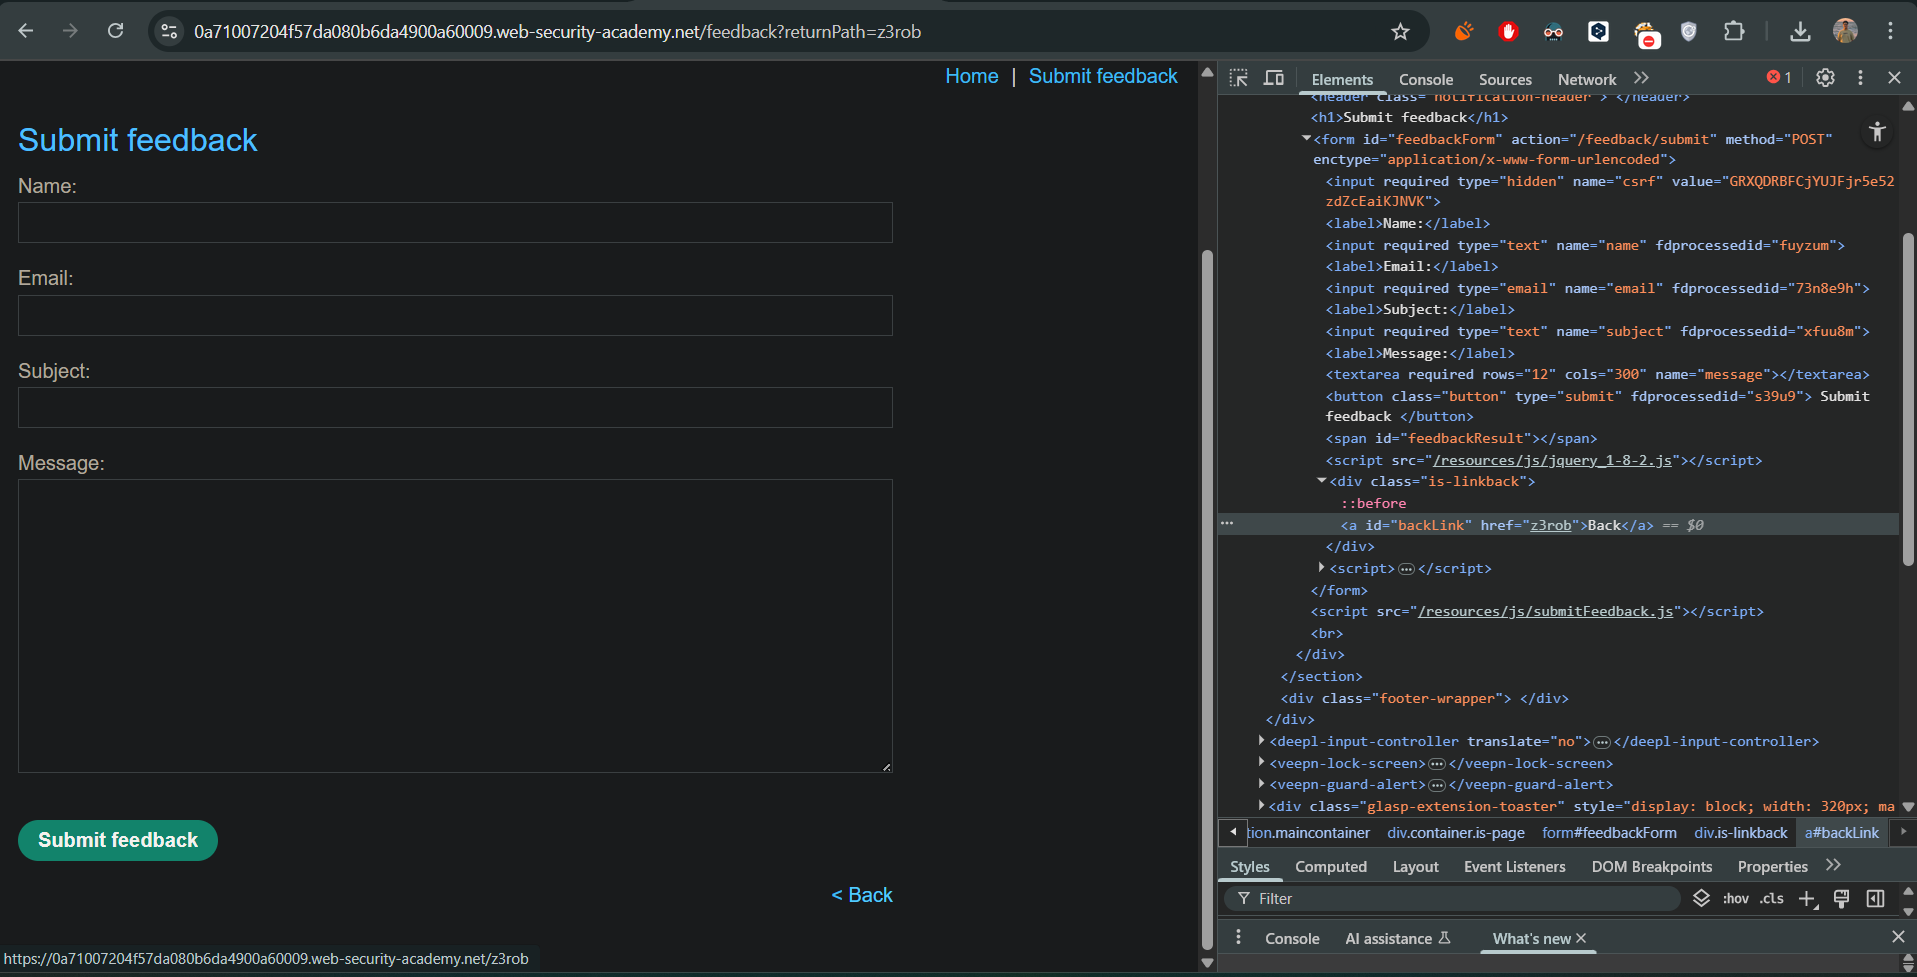 0a71007204f57da080b6da4900a60009.web-security-academy.net/feedback?returnPath=z3rob
Home | Submit feedback
Submit feedback
Name:
Email:
Subject:
Message:
Submit feedback
< Back
https://0a71007204f57da080b6da4900a60009.web-security-academy.net/z3rob
Elements Console Sources Network 1
<header class="notification-header"> </header>
<h1>Submit feedback</h1>
<form id="feedbackForm" action="/feedback/submit" method="POST"
enctype="application/x-www-form-urlencoded">
<input required type="hidden" name="csrf" value="GRXQDRBFCjYUJFjr5e52
zdZcEaiKJNVK">
<label>Name:</label>
<input required type="text" name="name" fdprocessedid="fuyzum">
<label>Email:</label>
<input required type="email" name="email" fdprocessedid="73n8e9h">
<label>Subject:</label>
<input required type="text" name="subject" fdprocessedid="xfuu8m">
<label>Message:</label>
<textarea required rows="12" cols="300" name="message"></textarea>
<button class="button" type="submit" fdprocessedid="s39u9"> Submit
feedback </button>
<span id="feedbackResult"></span>
<script src="/resources/js/jquery_1-8-2.js"></script>
<div class="is-linkback">
::before
<a id="backLink" href="z3rob">Back</a> == $0
</div>
<script>…</script>
</form>
<script src="/resources/js/submitFeedback.js"></script>
<br>
</div>
</section>
<div class="footer-wrapper"> </div>
</div>
<deepl-input-controller translate="no">…</deepl-input-controller>
<veepn-lock-screen>…</veepn-lock-screen>
<veepn-guard-alert>…</veepn-guard-alert>
<div class="glasp-extension-toaster" style="display: block; width: 320px; ma
tion.maincontainer div.container.is-page form#feedbackForm div.is-linkback a#backLink
Styles Computed Layout Event Listeners DOM Breakpoints Properties
Filter :hov .cls
Console AI assistance What's new